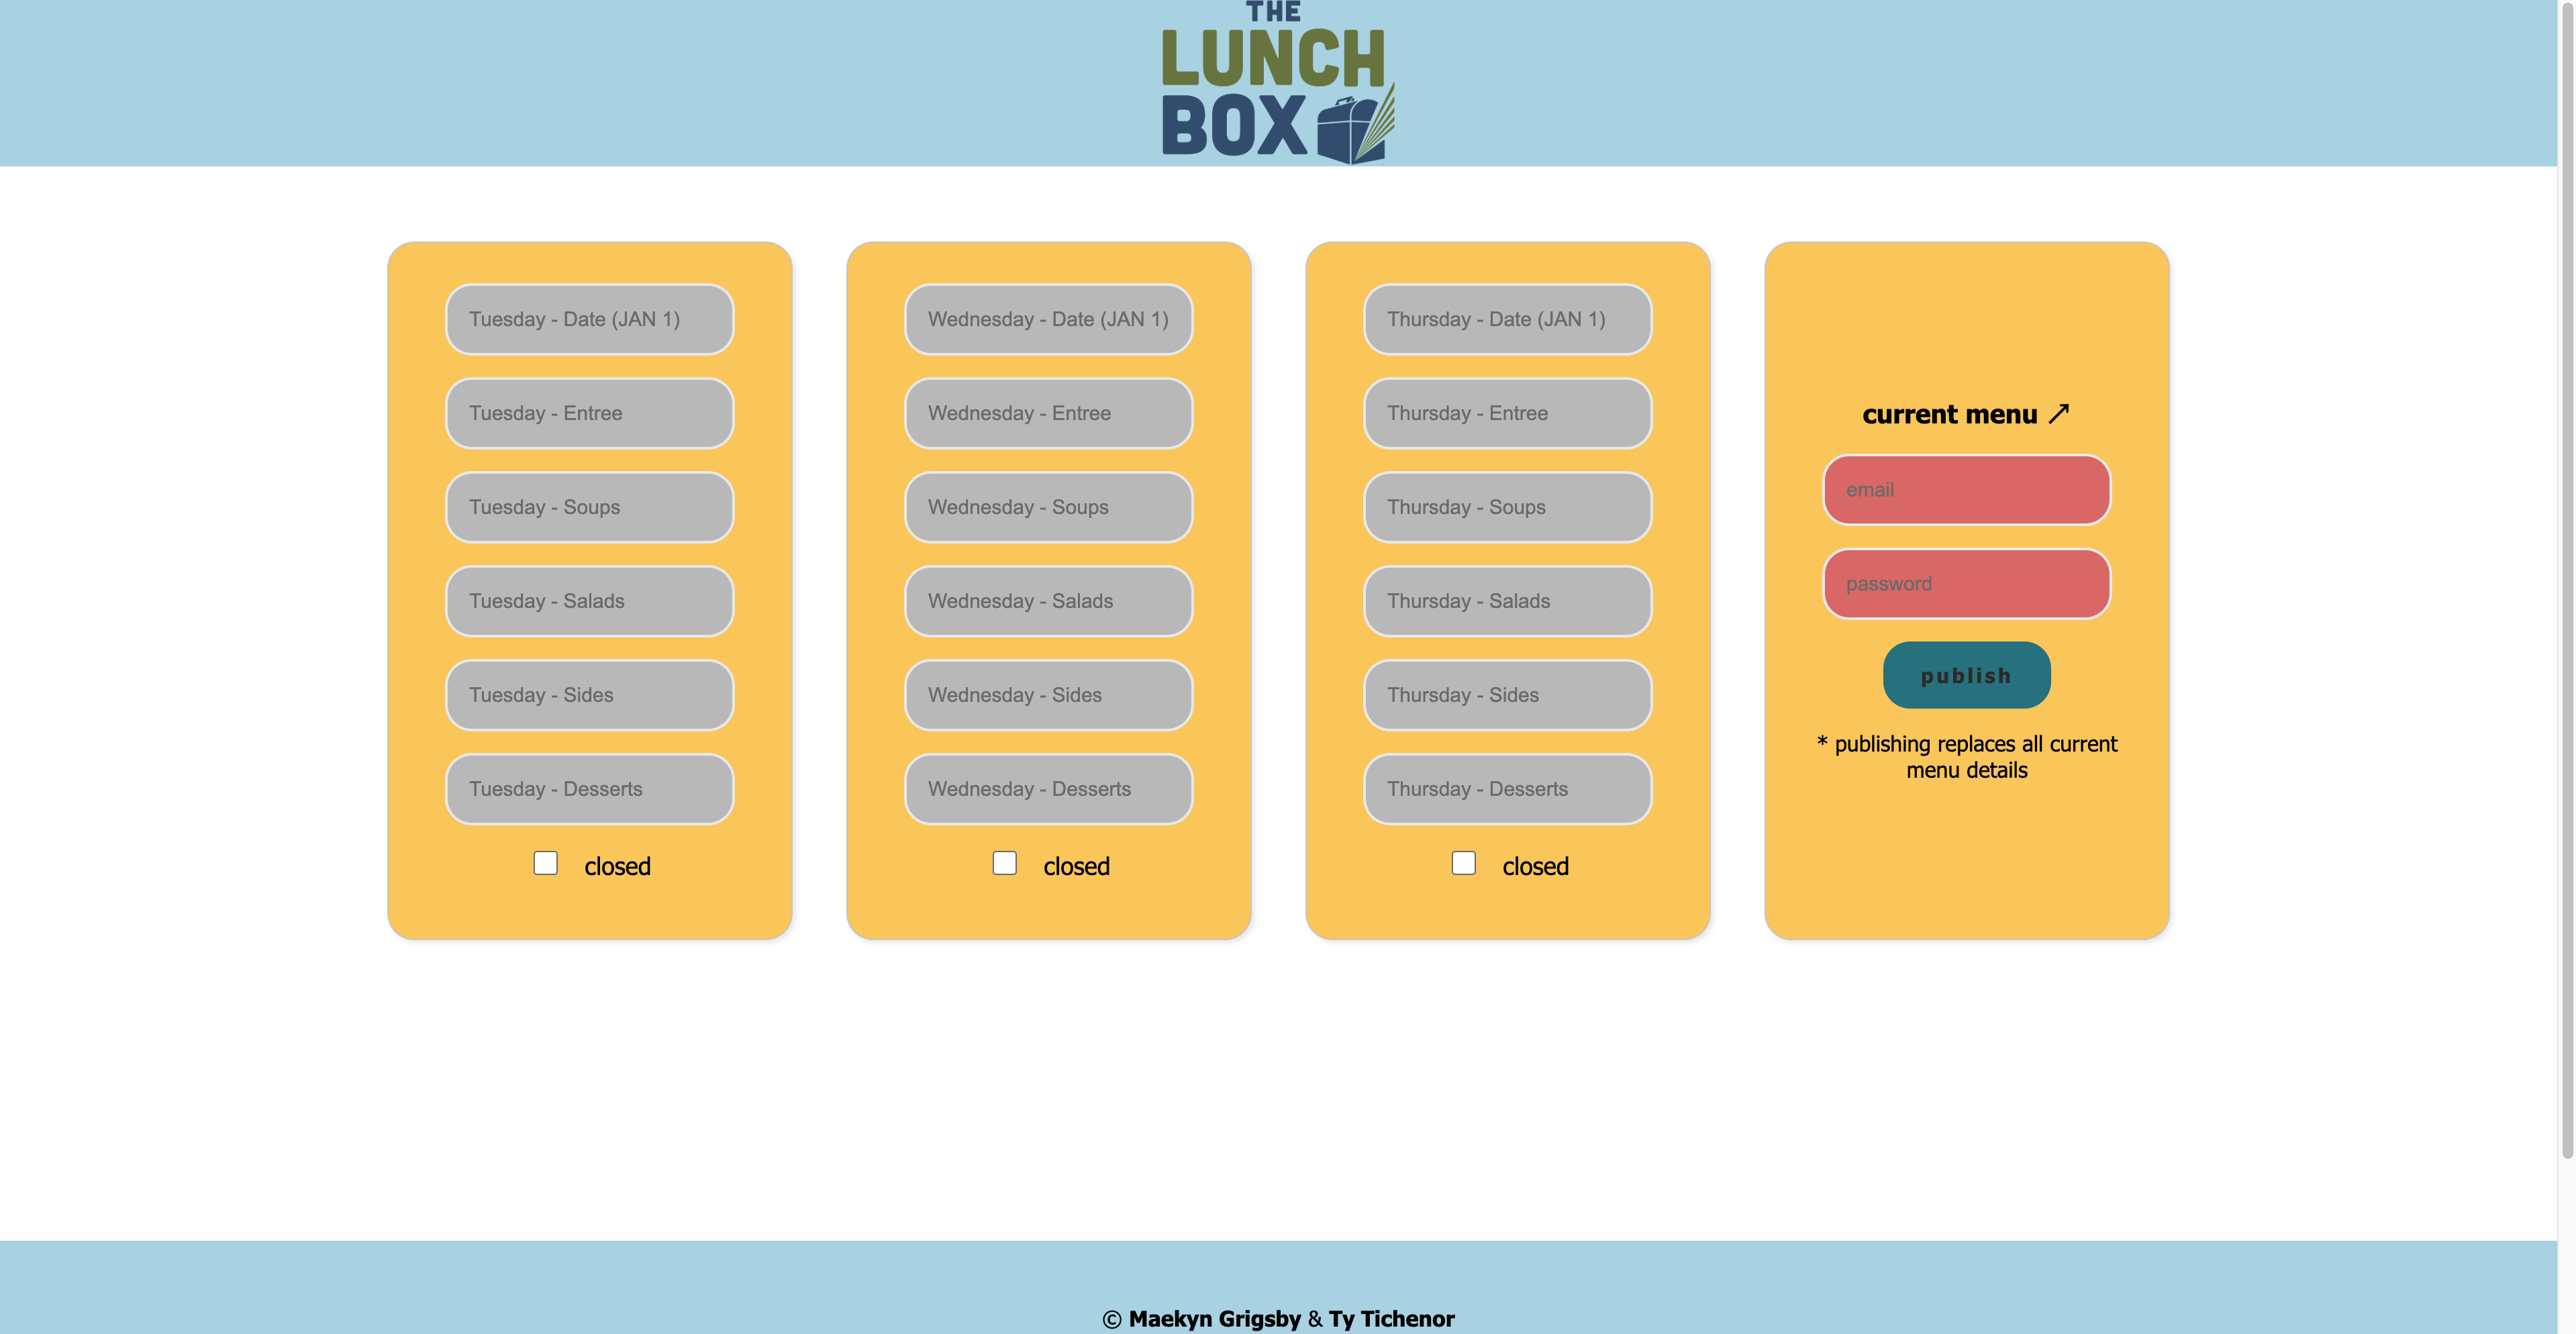 THE
LUNCH
BOX
Tuesday - Date (JAN 1)
Tuesday - Entree
Tuesday - Soups
Tuesday - Salads
Tuesday - Sides
Tuesday - Desserts
closed
Wednesday - Date (JAN 1)
Wednesday - Entree
Wednesday - Soups
Wednesday - Salads
Wednesday - Sides
Wednesday - Desserts
closed
Thursday - Date (JAN 1)
Thursday - Entree
Thursday - Soups
Thursday - Salads
Thursday - Sides
Thursday - Desserts
closed
current menu ↗
email
password
publish
* publishing replaces all current
menu details
© Maekyn Grigsby & Ty Tichenor